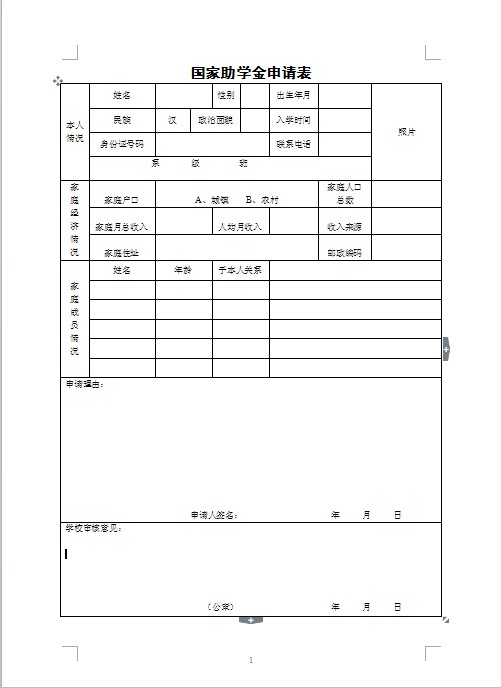 国家助学金申请表
本人情况
姓名 性别 出生年月 照片
民族 汉 政治面貌 入学时间
身份证号码 联系电话
系 级 班
家庭经济情况
家庭户口 A、城镇 B、农村 家庭人口总数
家庭月总收入 人均月收入 收入来源
家庭住址 邮政编码
家庭成员情况
姓名 年龄 于本人关系
申请理由：
申请人签名： 年 月 日
学校审核意见：
（公章） 年 月 日
1